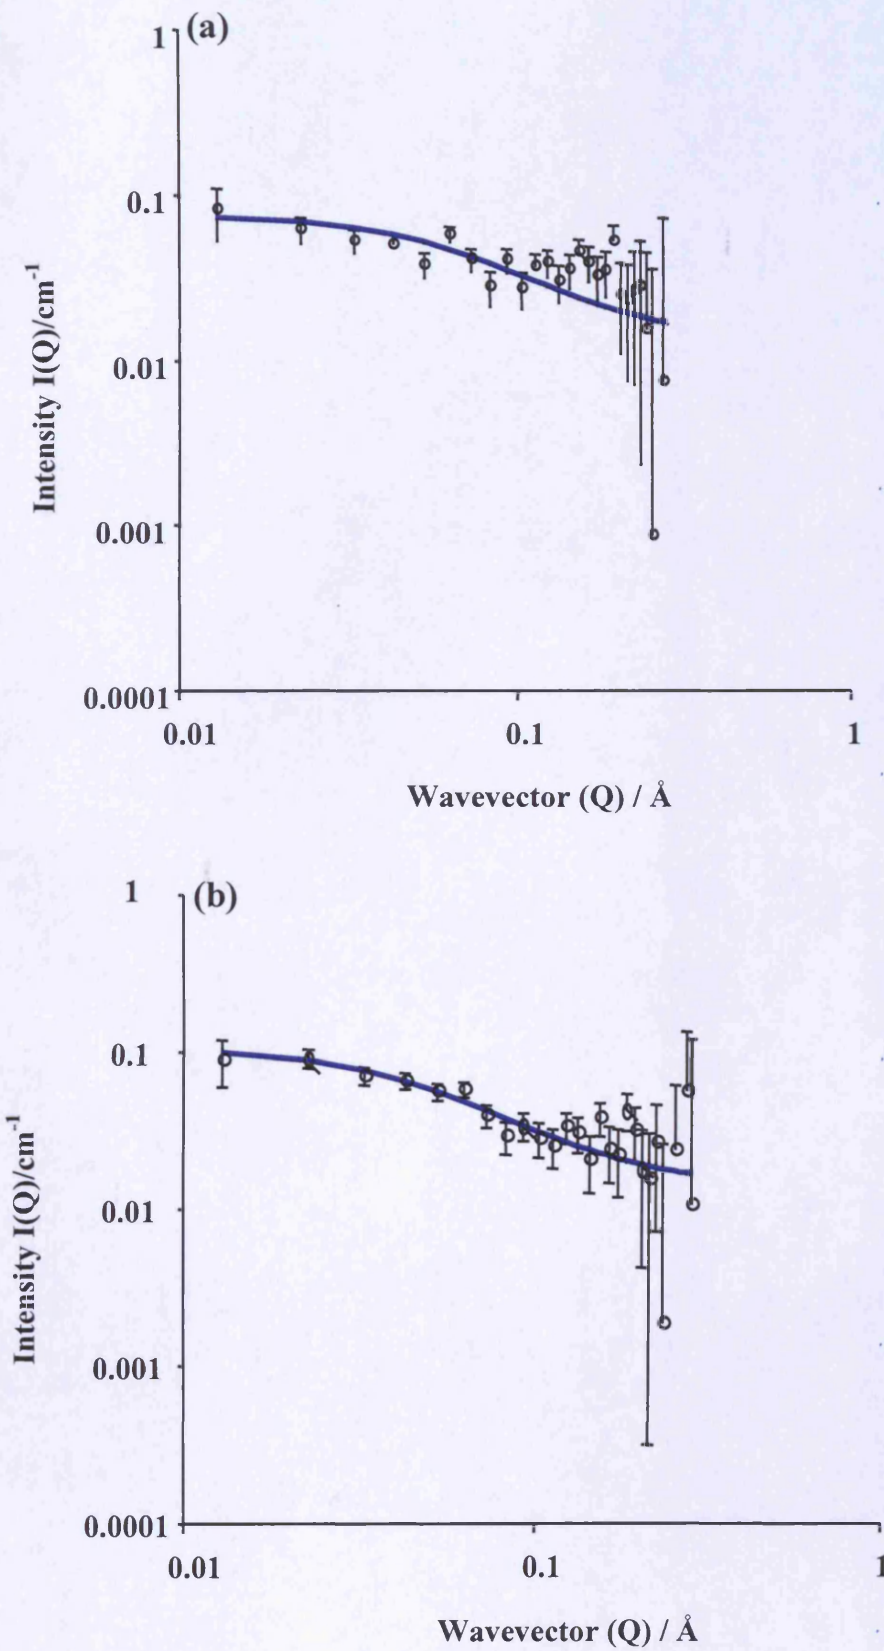 (a)
1
0.1
0.01
0.001
0.0001
0.01 0.1 1
Intensity I(Q)/cm⁻¹
Wavevector (Q) / Å
(b)
1
0.1
0.01
0.001
0.0001
0.01 0.1 1
Intensity I(Q)/cm⁻¹
Wavevector (Q) / Å